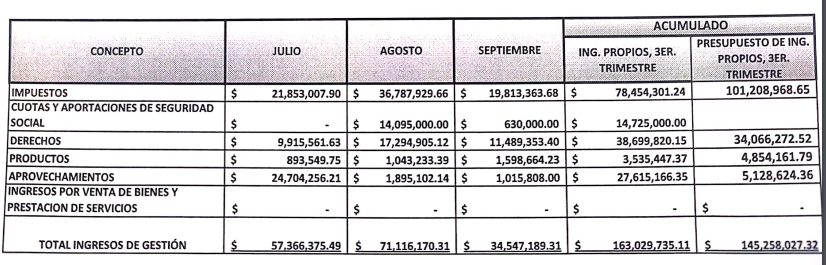 ACUMULADO
CONCEPTO JULIO AGOSTO SEPTIEMBRE ING. PROPIOS, 3ER. TRIMESTRE PRESUPUESTO DE ING. PROPIOS, 3ER. TRIMESTRE
IMPUESTOS $ 21,853,007.90 $ 36,787,929.66 $ 19,813,363.68 $ 78,454,301.24 101,208,968.65
CUOTAS Y APORTACIONES DE SEGURIDAD
SOCIAL $ - $ 14,095,000.00 $ 630,000.00 $ 14,725,000.00
DERECHOS $ 9,915,561.63 $ 17,294,905.12 $ 11,489,353.40 $ 38,699,820.15 34,066,272.52
PRODUCTOS $ 893,549.75 $ 1,043,233.39 $ 1,598,664.23 $ 3,535,447.37 4,854,161.79
APROVECHAMIENTOS $ 24,704,256.21 $ 1,895,102.14 $ 1,015,808.00 $ 27,615,166.35 5,128,624.36
INGRESOS POR VENTA DE BIENES Y
PRESTACION DE SERVICIOS $ - $ - $ - $ - $ -
TOTAL INGRESOS DE GESTIÓN $ 57,366,375.49 $ 71,116,170.31 $ 34,547,189.31 $ 163,029,735.11 $ 145,258,027.32